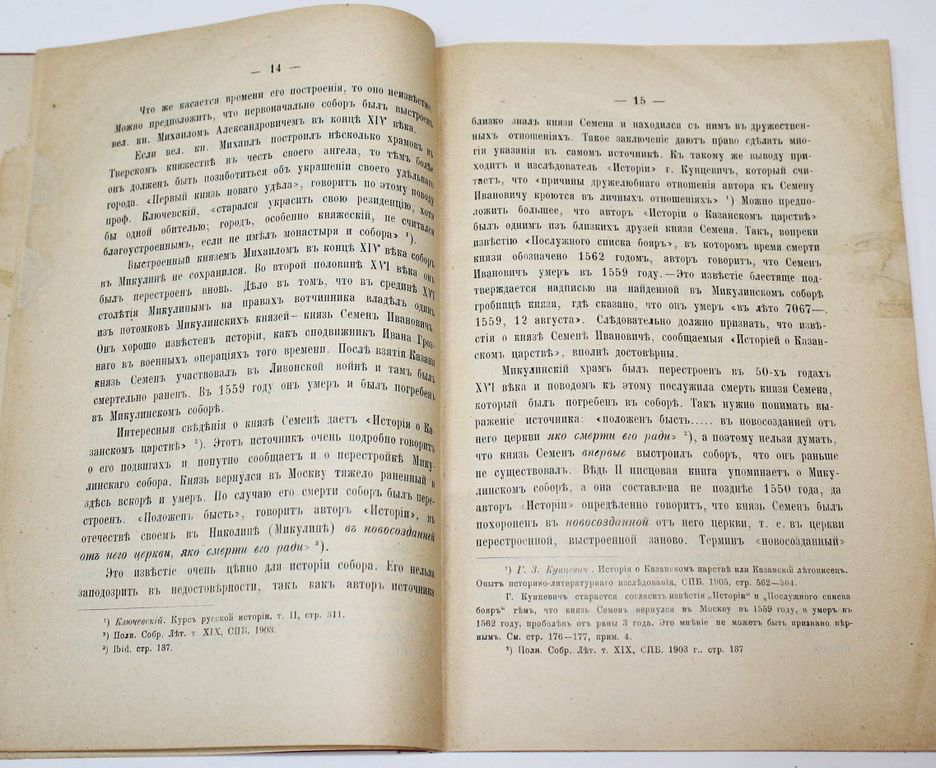 — 14 —
Что же касается времени его построенія, то оно неизвѣстно.
Можно предположить, что первоначально соборъ былъ выстроенъ
вел. кн. Михаломъ Александровичемъ въ концѣ XIV вѣка.
Если вел. кн. Михаилъ построилъ нѣсколько храмовъ въ
Тверскомъ княжествѣ въ честь своего ангела, то тѣмъ болѣе
онъ долженъ быть позаботиться объ украшеніи своего удѣльнаго
города. «Первый князь новаго удѣла», говоритъ по этому поводу
проф. Ключевскій, «старался украсить свою резиденцію, хотя
бы одной обителью; городъ, особенно княжескій, не считался
благоустроеннымъ, если не имѣлъ монастыря и собора» ¹).
Выстроенный княземъ Михаиломъ въ концѣ XIV вѣка соборъ
въ Микулинѣ не сохранился. Во второй половинѣ XVI вѣка онъ
былъ перестроенъ вновь. Дѣло въ томъ, что въ срединѣ XVI
столѣтія Микулинымъ на правахъ вотчинника владѣлъ одинъ
изъ потомковъ Микулинскихъ князей—князь Семенъ Ивановичъ.
Онъ хорошо извѣстенъ исторіи, какъ сподвижникъ Ивана Гроз-
наго въ военныхъ операціяхъ того времени. Послѣ взятія Казани
князь Семенъ участвовалъ въ Ливонской войнѣ и тамъ былъ
смертельно раненъ. Въ 1559 году онъ умеръ и былъ погребенъ
въ Микулинскомъ соборѣ.
Интересныя свѣдѣнія о князѣ Семенѣ даетъ «Исторія о Ка-
занскомъ царствѣ» ²). Этотъ источникъ очень подробно говоритъ
о его подвигахъ и попутно сообщаетъ и о перестройкѣ Мику-
линскаго собора. Князь вернулся въ Москву тяжело раненный и
здѣсь вскорѣ и умеръ. По случаю его смерти соборъ былъ пере-
строенъ. «Положенъ бысть», говоритъ авторъ «Исторіи», въ
отечествѣ своемъ въ Николинѣ (Микулинѣ) въ новосозданней
отъ него церкви, яко смерти его ради» ³).
Это извѣстіе очень цѣнно для исторіи собора. Его нельзя
заподозрить въ недостовѣрности, такъ какъ авторъ источника
¹) Ключевскій. Курсъ русской исторіи. т. II, стр. 311.
²) Полн. Собр. Лѣт. т. XIX, СПБ. 1903.
³) Ibid. стр. 137.
— 15 —
близко зналъ князя Семена и находился съ нимъ въ дружествен-
ныхъ отношеніяхъ. Такое заключеніе даютъ право сдѣлать мно-
гія указанія въ самомъ источникѣ. Къ такому же выводу при-
ходитъ и изслѣдователь «Исторіи» г. Кунцевичъ, который счи-
таетъ, что «причины дружелюбнаго отношенія автора къ Семену
Ивановичу кроются въ личныхъ отношеніяхъ» ¹) Можно предпо-
ложить большее, что авторъ «Исторіи о Казанскомъ царствѣ»
былъ однимъ изъ близкихъ друзей князя Семена. Такъ, вопреки
извѣстію «Послужного списка бояръ», въ которомъ время смерти
князя обозначено 1562 годомъ, авторъ говоритъ, что Семенъ
Ивановичъ умеръ въ 1559 году.—Это извѣстіе блестяще под-
тверждается надписью на найденной въ Микулинскомъ соборѣ
гробницѣ князя, гдѣ сказано, что онъ умеръ «въ лѣто 7067—
1559, 12 августа». Слѣдовательно должно признать, что извѣ-
стія о князѣ Семенѣ Ивановичѣ, сообщаемыя «Исторіей о Казан-
скомъ царствѣ», вполнѣ достовѣрны.
Микулинскій храмъ былъ перестроенъ въ 50-хъ годахъ
XVI вѣка и поводомъ къ этому послужила смерть князя Семена,
который былъ погребенъ въ соборѣ. Такъ нужно понимать вы-
раженіе источника: «положенъ бысть..... въ новосозданней отъ
него церкви яко смерти его ради» ²), а поэтому нельзя думать,
что князь Семенъ впервые выстроилъ соборъ, что онъ раньше
не существовалъ. Вѣдь II писцовая книга упоминаетъ о Мику-
линскомъ соборѣ, а она составлена не позднѣе 1550 года, да
авторъ «Исторіи» опредѣленно говоритъ, что князь Семенъ былъ
похороненъ въ новосозданной отъ него церкви, т. е. въ церкви
перестроенной, выстроенной заново. Терминъ «новосозданный»
¹) Г. З. Кунцевич. Исторія о Казанскомъ царствѣ или Казанскій лѣтописецъ.
Опытъ историко-литературнаго изслѣдованія, СПБ. 1905, стр. 562—564.
Г. Кунцевичъ старается согласить извѣстія „Исторіи" и „Послужного списка
бояръ" тѣмъ, что князь Семенъ вернулся въ Москву въ 1559 году, а умеръ въ
1562 году, проболѣвъ отъ раны 3 года. Это мнѣніе не можетъ быть признано вѣр-
нымъ. См. стр. 176—177, прим. 4.
²) Полн. Собр. Лѣт. т. XIX, СПБ. 1903 г.. стр. 137